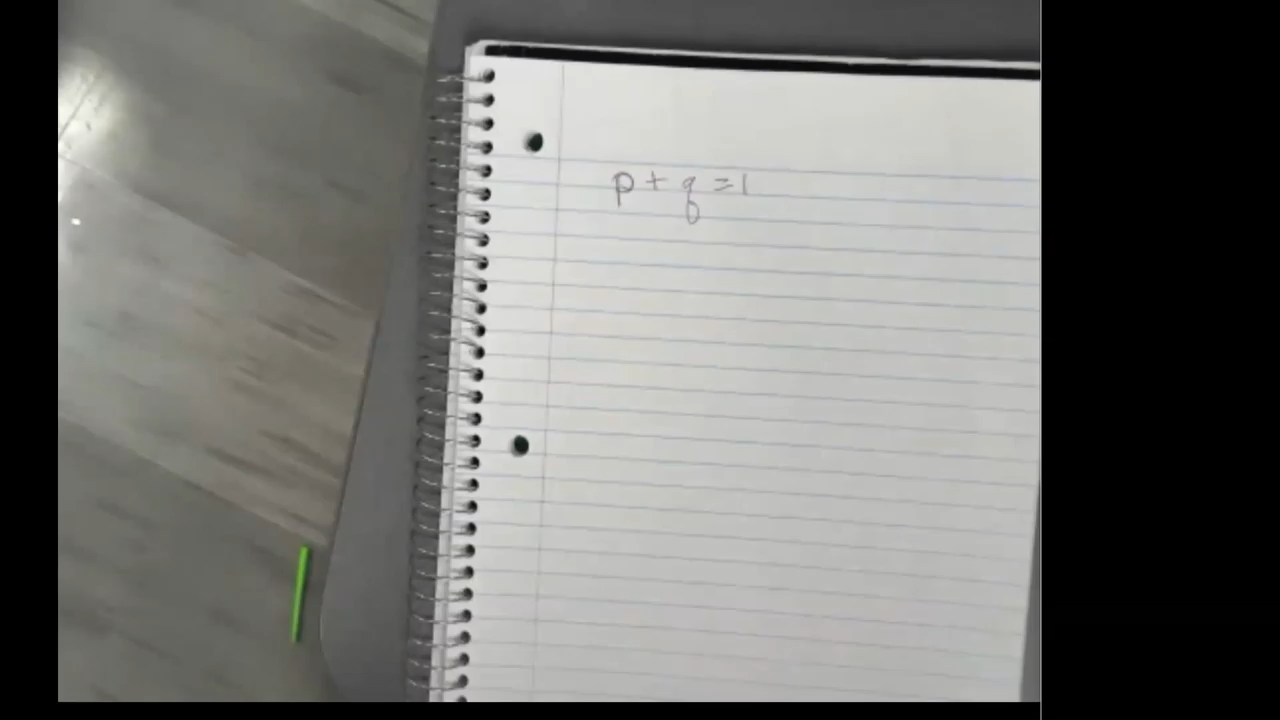 p + q = 1